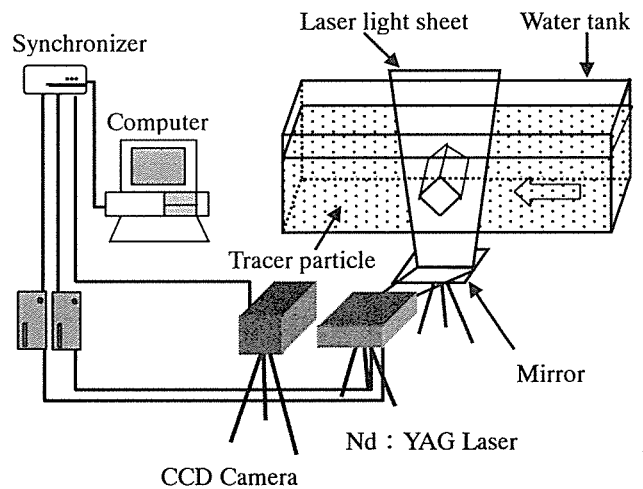 Laser light sheet
Water tank
Synchronizer
Computer
Tracer particle
Mirror
Nd : YAG Laser
CCD Camera